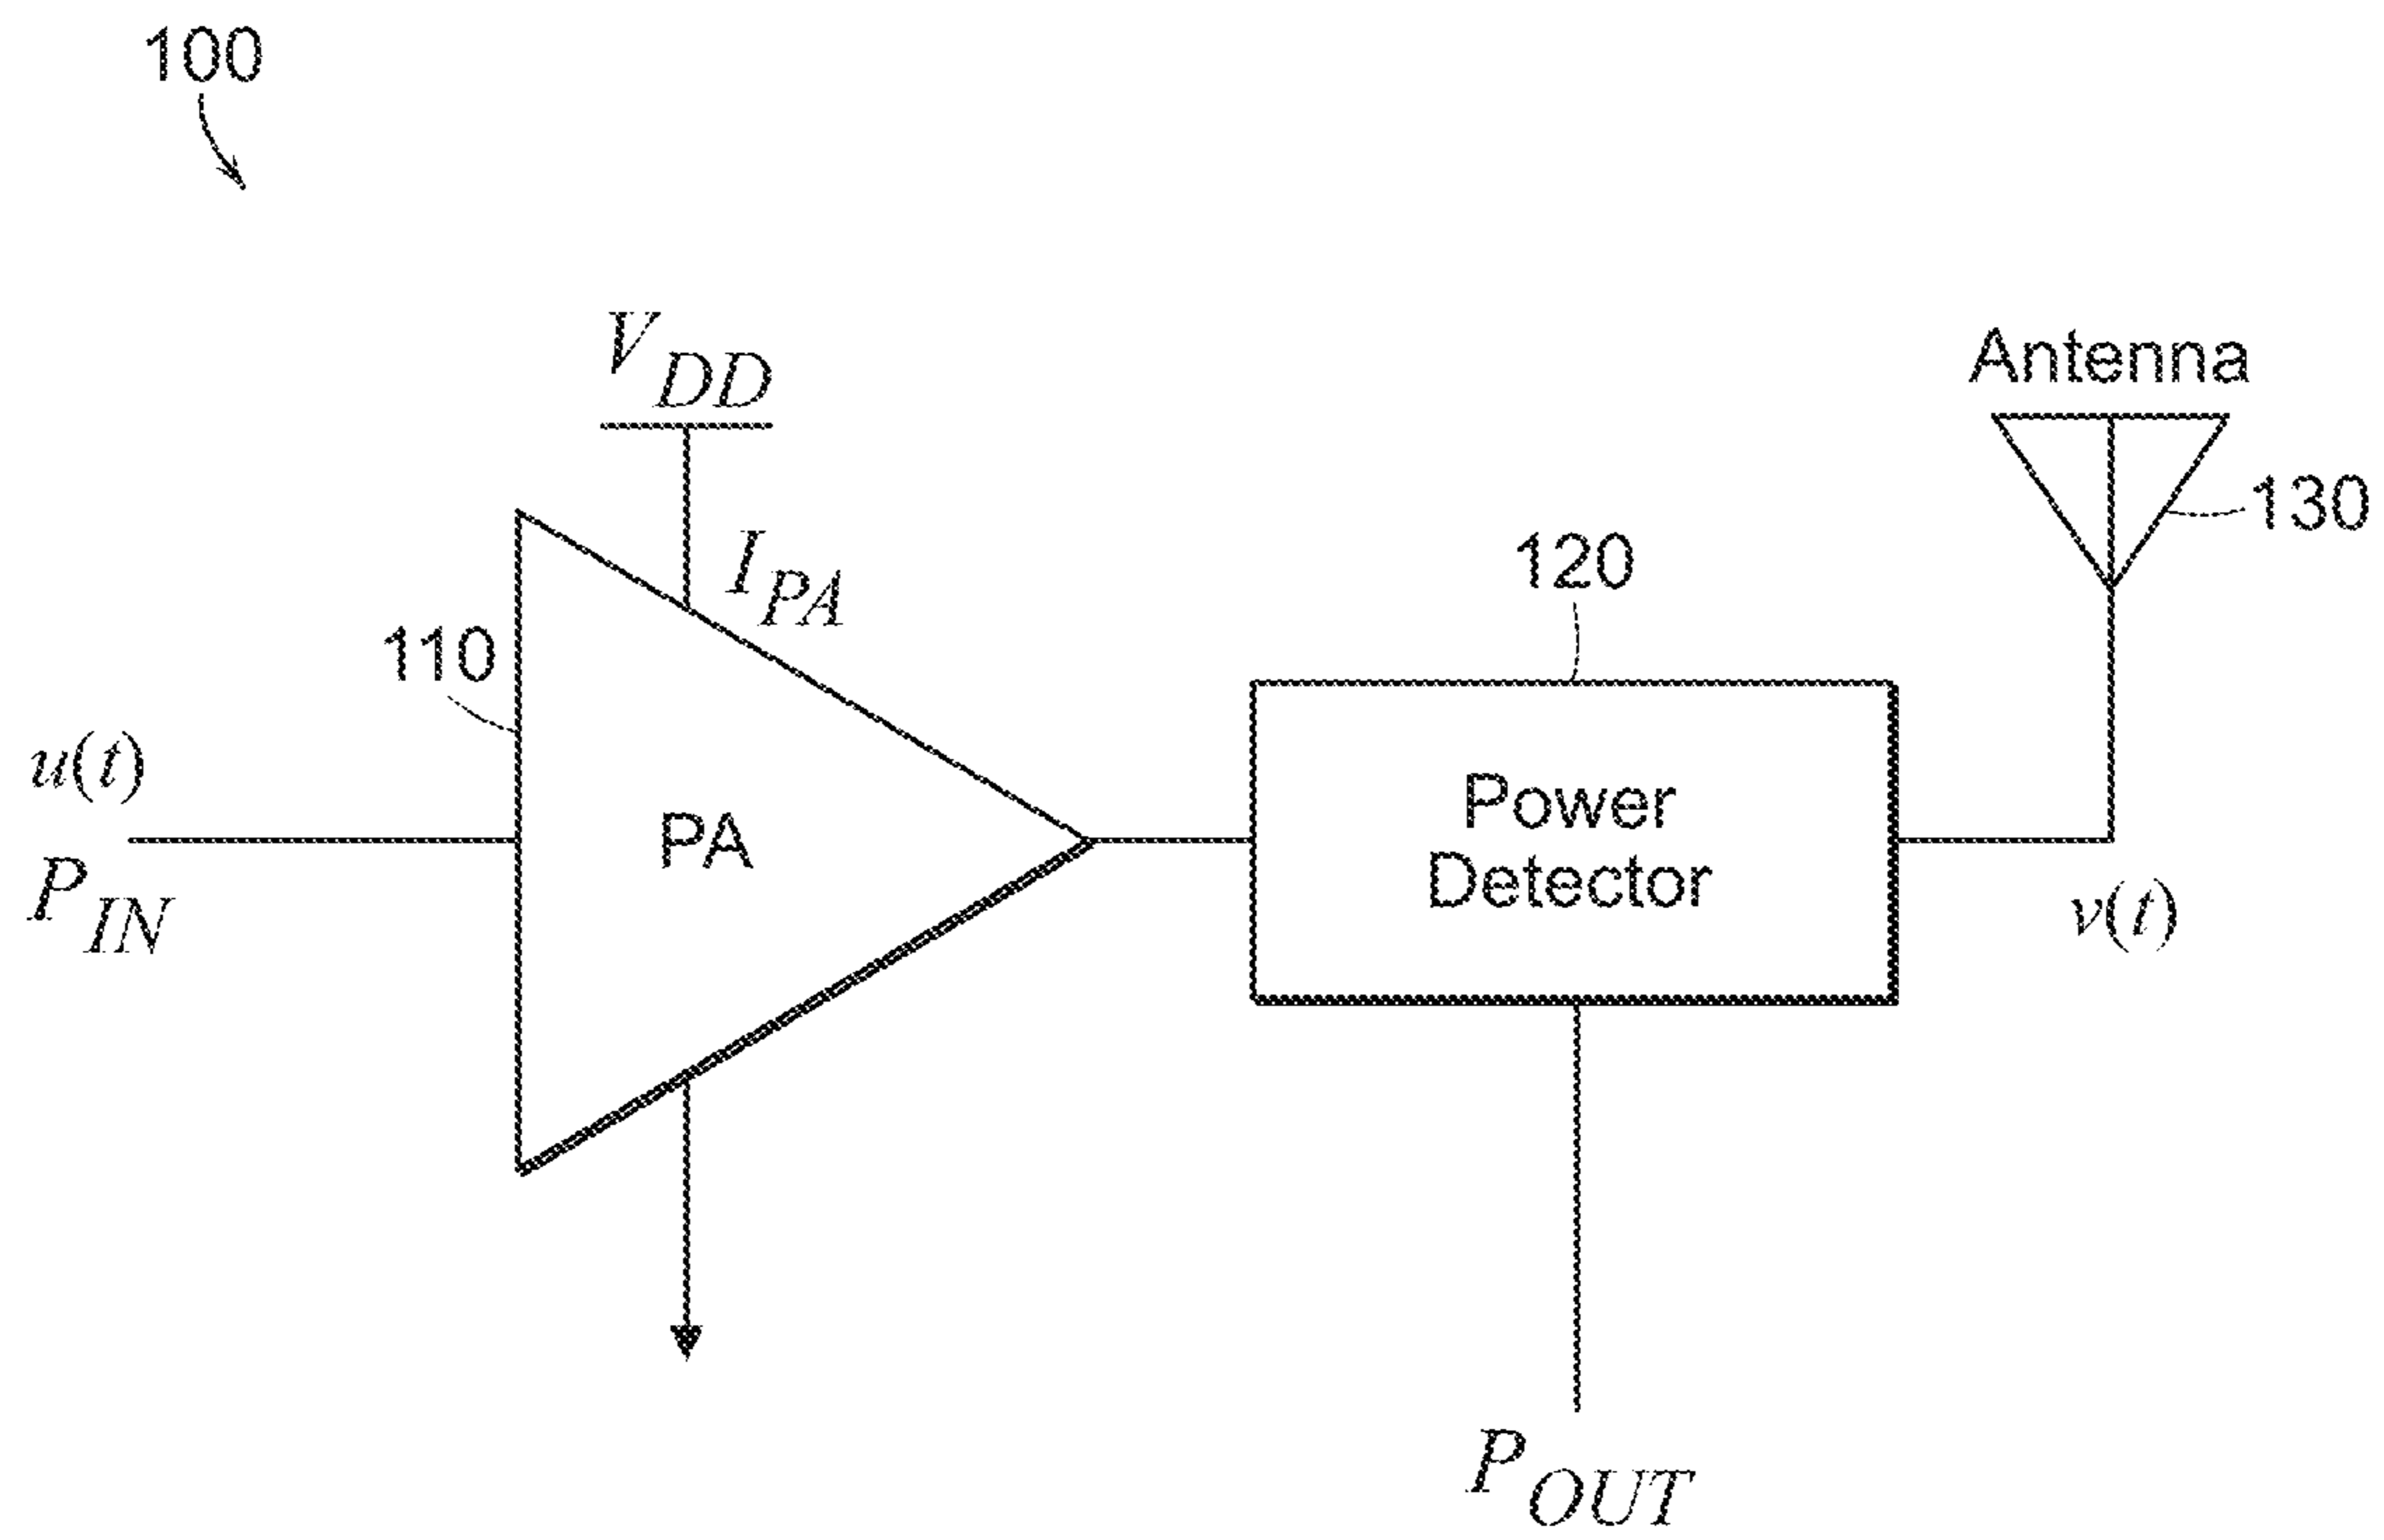 100
V_DD
Antenna
I_PA
130
120
110
u(t)
PA
Power
Detector
P_IN
v(t)
P_OUT